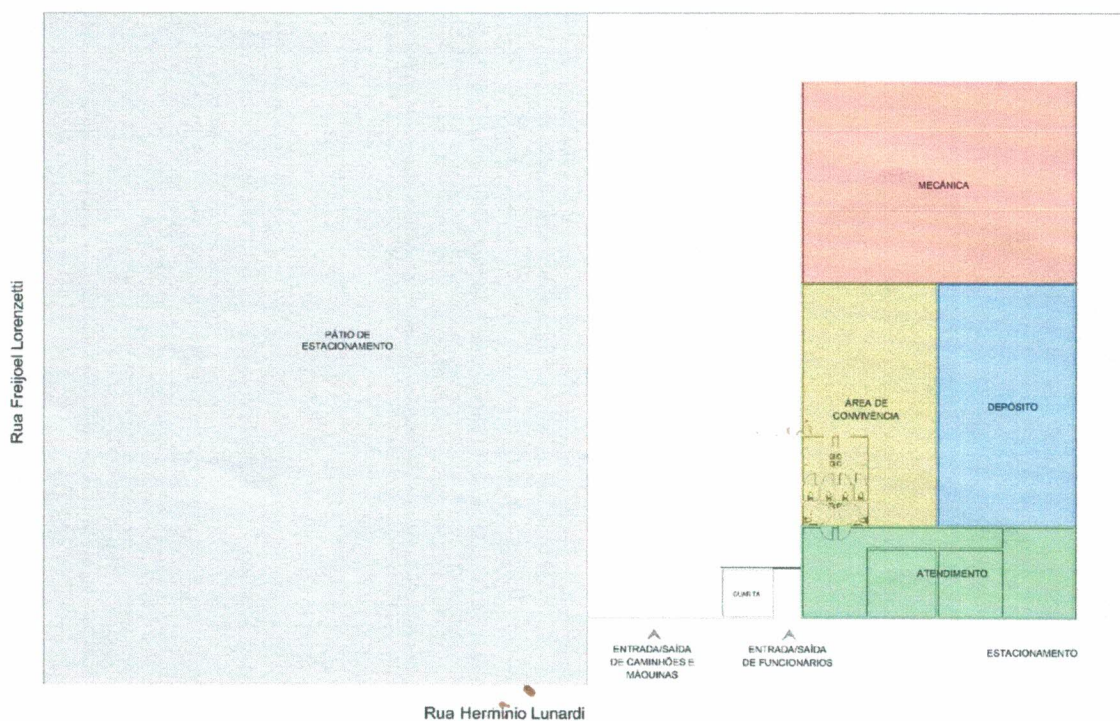 MECÂNICA
Rua Freijoel Lorenzetti
PÁTIO DE
ESTACIONAMENTO
ÁREA DE
CONVIVÊNCIA
DEPÓSITO
ATENDIMENTO
GUARITA
ENTRADA/SAÍDA
DE CAMINHÕES E
MÁQUINAS
ENTRADA/SAÍDA
DE FUNCIONÁRIOS
ESTACIONAMENTO
Rua Hermínio Lunardi